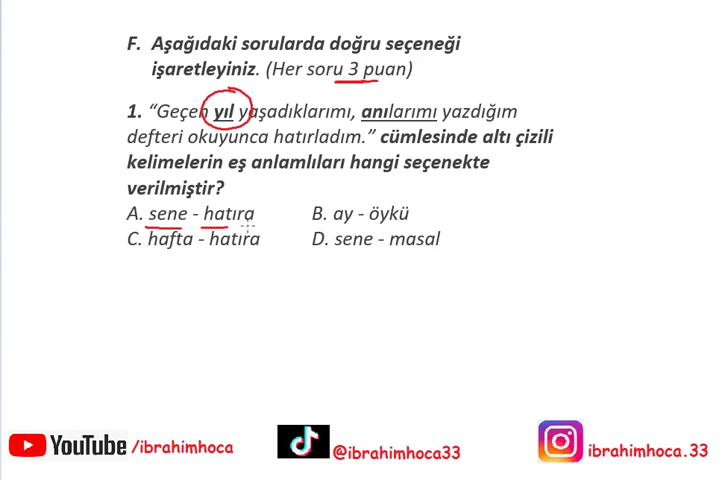 F. Aşağıdaki sorularda doğru seçeneği
işaretleyiniz. (Her soru 3 puan)
1. “Geçen yıl yaşadıklarımı, anılarımı yazdığım
defteri okuyunca hatırladım.” cümlesinde altı çizili
kelimelerin eş anlamlıları hangi seçenekte
verilmiştir?
A. sene - hatıra B. ay - öykü
C. hafta - hatıra D. sene - masal
YouTube /ibrahimhoca
@ibrahimhoca33
ibrahimhoca.33